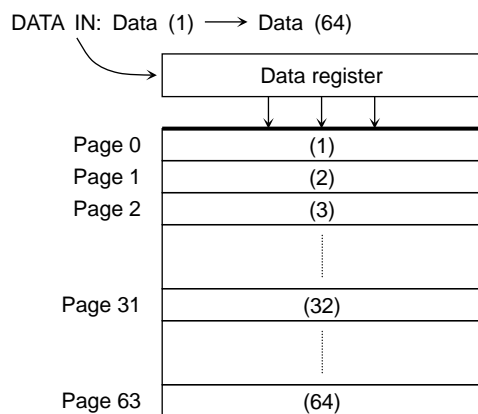 DATA IN: Data (1) Data (64)
Data register
Page 0 (1)
Page 1 (2)
Page 2 (3)
Page 31 (32)
Page 63 (64)